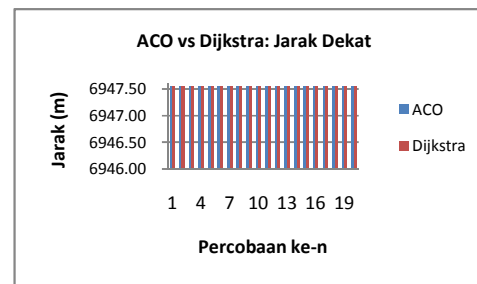 ACO vs Dijkstra: Jarak Dekat
Jarak (m)
6947.50
6947.00
6946.50
6946.00
1 4 7 10 13 16 19
Percobaan ke-n
ACO
Dijkstra